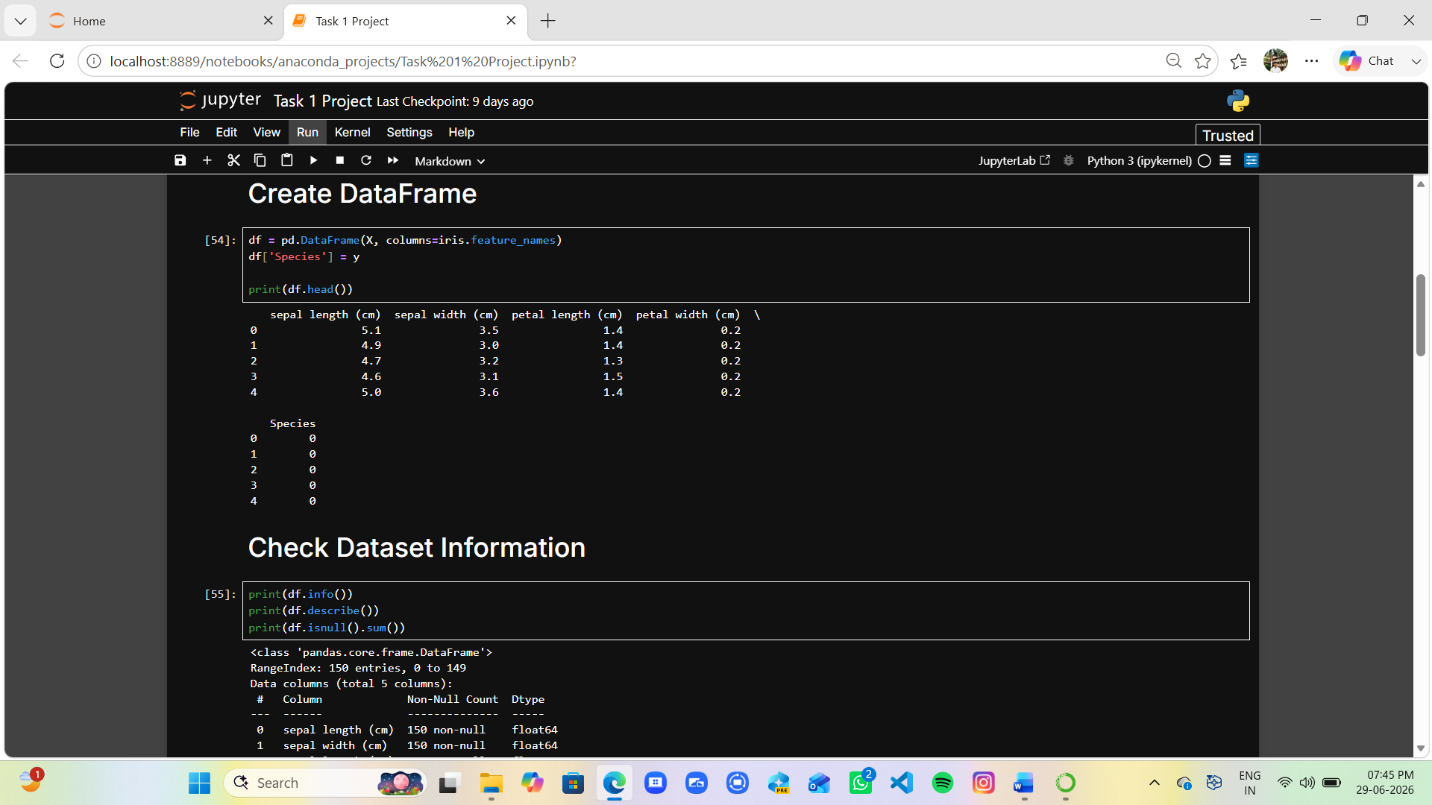 Home
Task 1 Project
localhost:8889/notebooks/anaconda_projects/Task%201%20Project.ipynb?
Chat
jupyter Task 1 Project Last Checkpoint: 9 days ago
File Edit View Run Kernel Settings Help
Trusted
Markdown
JupyterLab
Python 3 (ipykernel)
Create DataFrame
[54]: df = pd.DataFrame(X, columns=iris.feature_names)
df['Species'] = y
print(df.head())
sepal length (cm) sepal width (cm) petal length (cm) petal width (cm) \
0 5.1 3.5 1.4 0.2
1 4.9 3.0 1.4 0.2
2 4.7 3.2 1.3 0.2
3 4.6 3.1 1.5 0.2
4 5.0 3.6 1.4 0.2
Species
0 0
1 0
2 0
3 0
4 0
Check Dataset Information
[55]: print(df.info())
print(df.describe())
print(df.isnull().sum())
<class 'pandas.core.frame.DataFrame'>
RangeIndex: 150 entries, 0 to 149
Data columns (total 5 columns):
# Column Non-Null Count Dtype
--- ------ -------------- -----
0 sepal length (cm) 150 non-null float64
1 sepal width (cm) 150 non-null float64
1
Search
PRE
2
ENG
IN
07:45 PM
29-06-2026